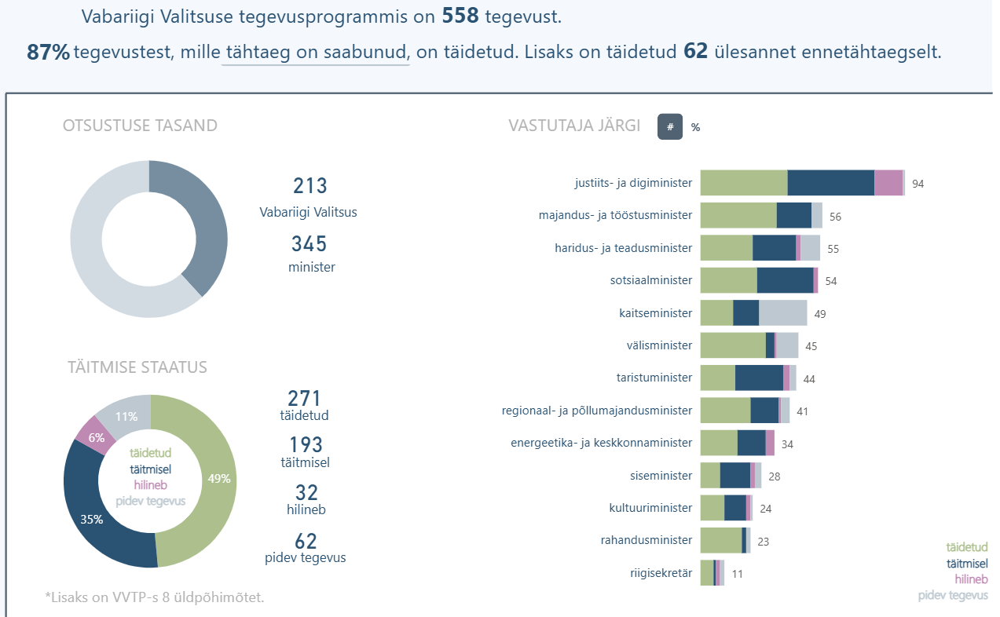 Vabariigi Valitsuse tegevusprogrammis on 558 tegevust.
87% tegevustest, mille tähtaeg on saabunud, on täidetud. Lisaks on täidetud 62 ülesannet ennetähtaegselt.
OTSUSTUSE TASAND
213
Vabariigi Valitsus
345
minister
TÄITMISE STAATUS
11%
6%
49%
35%
täidetud
täitmisel
hilineb
pidev tegevus
271
täidetud
193
täitmisel
32
hilineb
62
pidev tegevus
*Lisaks on VVTP-s 8 üldpõhimõtet.
VASTUTAJA JÄRGI # %
justiits- ja digiminister 94
majandus- ja tööstusminister 56
haridus- ja teadusminister 55
sotsiaalminister 54
kaitseminister 49
välisminister 45
taristuminister 44
regionaal- ja põllumajandusminister 41
energeetika- ja keskkonnaminister 34
siseminister 28
kultuuriminister 24
rahandusminister 23
riigisekretär 11
täidetud
täitmisel
hilineb
pidev tegevus